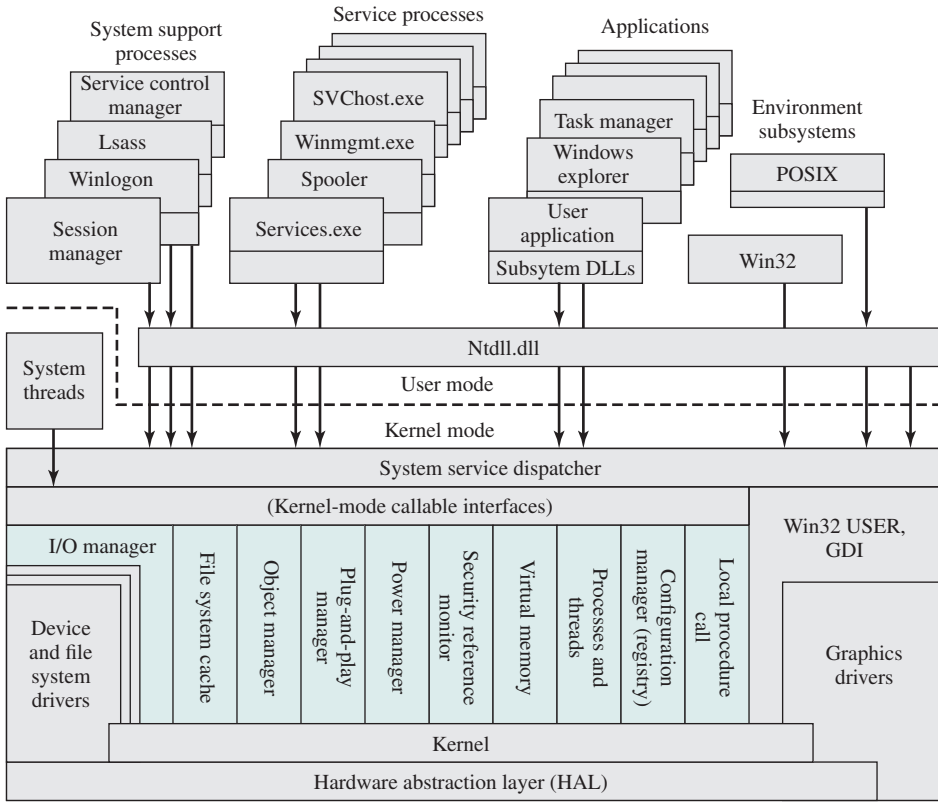 Service processes
System support
processes
Applications
Service control
manager
SVChost.exe
Task manager
Environment
subsystems
Lsass
Winmgmt.exe
Windows
explorer
Winlogon
Spooler
POSIX
Session
manager
Services.exe
User
application
Subsytem DLLs
Win32
Ntdll.dll
System
threads
User mode
Kernel mode
System service dispatcher
(Kernel-mode callable interfaces)
Win32 USER,
GDI
I/O manager
Device
and file
system
drivers
File system cache
Object manager
Plug-and-play
manager
Power manager
Security reference
monitor
Virtual memory
Processes and
threads
Configuration
manager (registry)
Local procedure
call
Graphics
drivers
Kernel
Hardware abstraction layer (HAL)